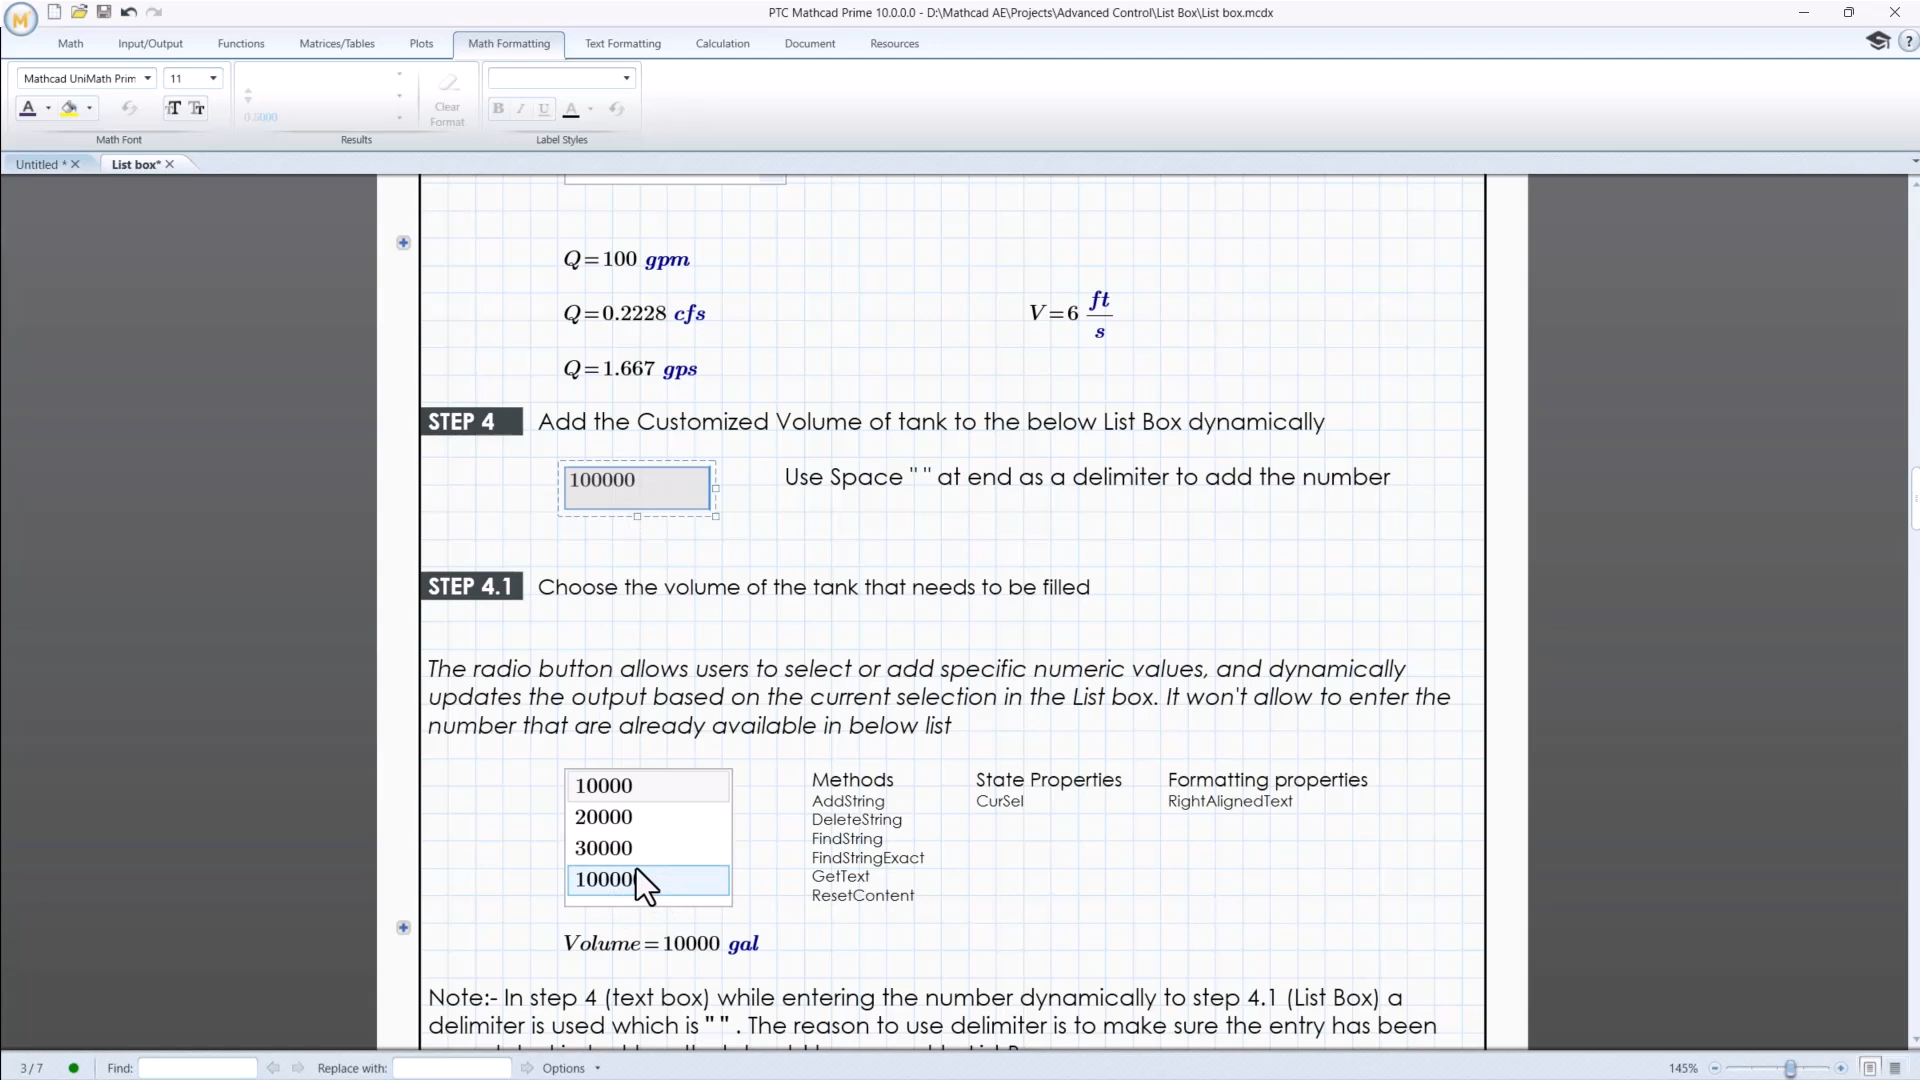 PTC Mathcad Prime 10.0.0.0 - D:\Mathcad AE\Projects\Advanced Control\List Box\List box.mcdx
Math Input/Output Functions Matrices/Tables Plots Math Formatting Text Formatting Calculation Document Resources
Mathcad UniMath Prim 11
Clear
Format
0.5000
Math Font Results Label Styles
Untitled * List box*
Q=100 gpm
Q=0.2228 cfs
V=6 ft/s
Q=1.667 gps
STEP 4 Add the Customized Volume of tank to the below List Box dynamically
100000
Use Space " " at end as a delimiter to add the number
STEP 4.1 Choose the volume of the tank that needs to be filled
The radio button allows users to select or add specific numeric values, and dynamically
updates the output based on the current selection in the List box. It won't allow to enter the
number that are already available in below list
10000
20000
30000
Methods State Properties Formatting properties
AddString CurSel RightAlignedText
DeleteString
FindString
FindStringExact
GetText
ResetContent
Volume=10000 gal
Note:- In step 4 (text box) while entering the number dynamically to step 4.1 (List Box) a
delimiter is used which is " " . The reason to use delimiter is to make sure the entry has been
3 / 7 Find: Replace with: Options 145%